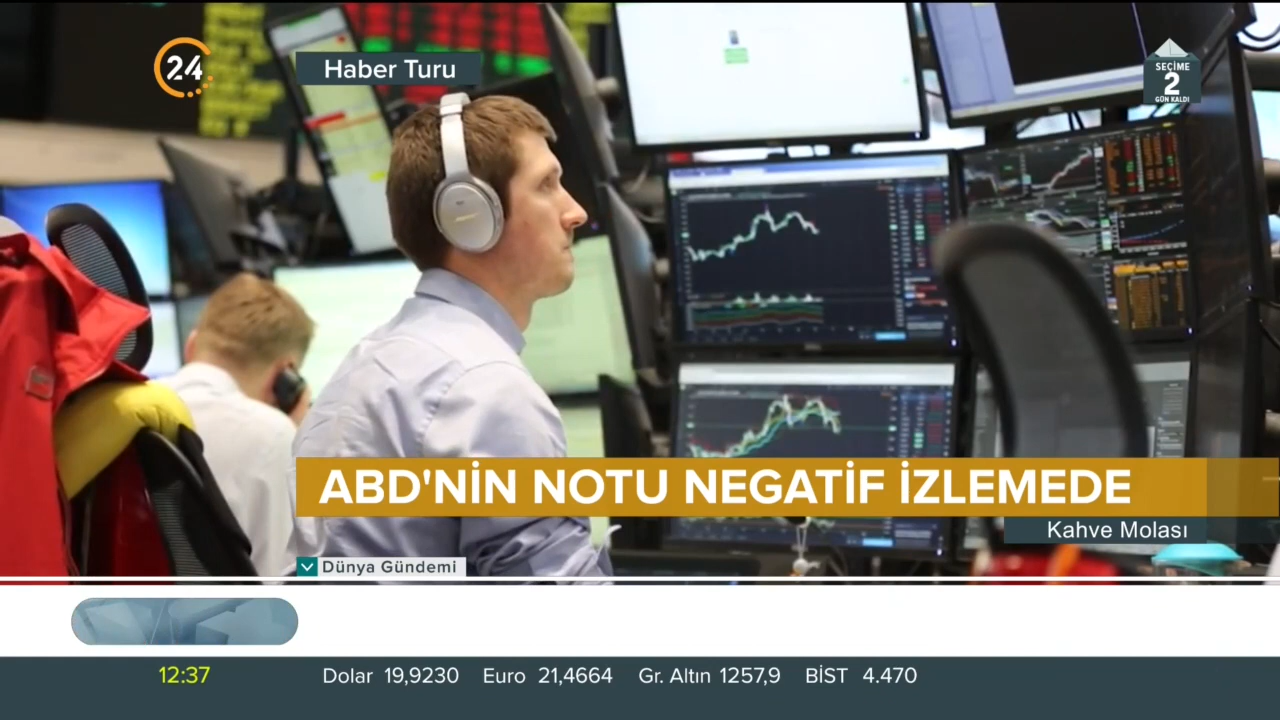 24
Haber Turu
SEÇİME
2
GÜN KALDI
ABD'NİN NOTU NEGATİF İZLEMEDE
Kahve Molası
Dünya Gündemi
12:37 Dolar 19,9230 Euro 21,4664 Gr. Altın 1257,9 BİST 4.470